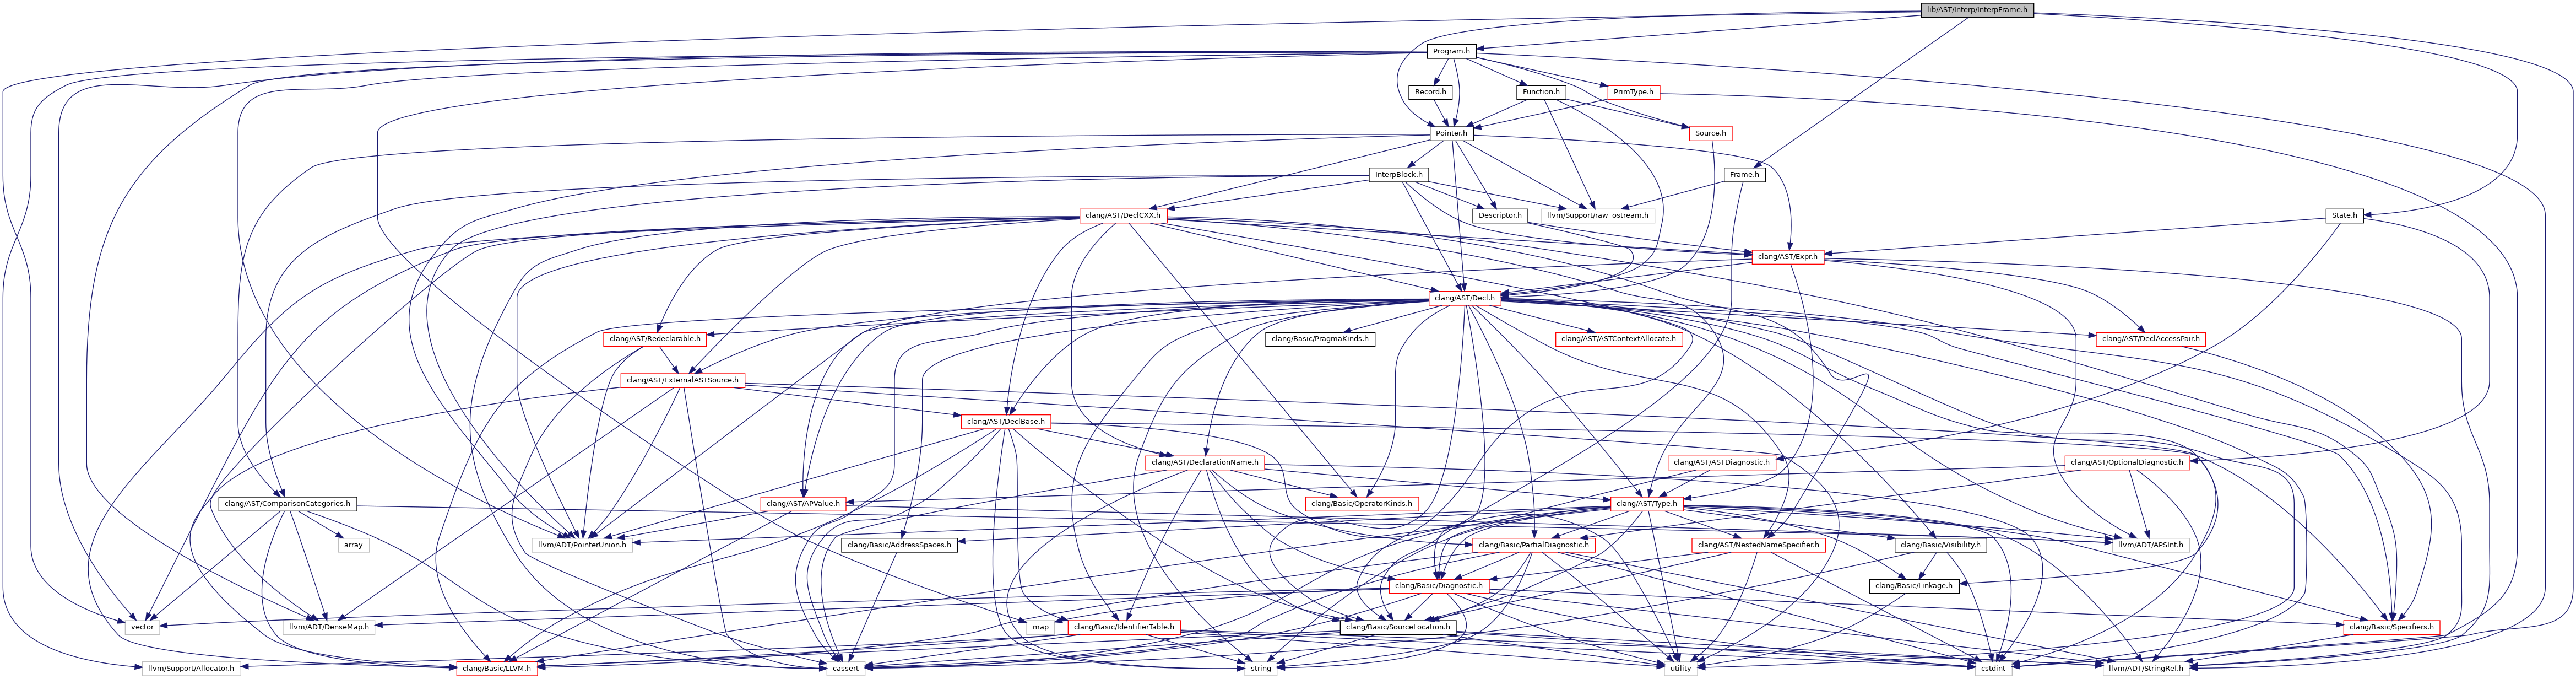 lib/AST/Interp/InterpFrame.h
Program.h
Record.h
Function.h
PrimType.h
Pointer.h
Source.h
InterpBlock.h
Frame.h
clang/AST/DeclCXX.h
Descriptor.h
llvm/Support/raw_ostream.h
State.h
clang/AST/Expr.h
clang/AST/Decl.h
clang/AST/Redeclarable.h
clang/Basic/PragmaKinds.h
clang/AST/ASTContextAllocate.h
clang/AST/DeclAccessPair.h
clang/AST/ExternalASTSource.h
clang/AST/DeclBase.h
clang/AST/DeclarationName.h
clang/AST/ASTDiagnostic.h
clang/AST/OptionalDiagnostic.h
clang/AST/ComparisonCategories.h
clang/AST/APValue.h
clang/Basic/OperatorKinds.h
clang/AST/Type.h
array
llvm/ADT/PointerUnion.h
clang/Basic/AddressSpaces.h
clang/Basic/PartialDiagnostic.h
clang/AST/NestedNameSpecifier.h
clang/Basic/Visibility.h
llvm/ADT/APSInt.h
clang/Basic/Diagnostic.h
clang/Basic/Linkage.h
vector
llvm/ADT/DenseMap.h
map
clang/Basic/IdentifierTable.h
clang/Basic/SourceLocation.h
clang/Basic/Specifiers.h
llvm/Support/Allocator.h
clang/Basic/LLVM.h
cassert
string
utility
cstdint
llvm/ADT/StringRef.h